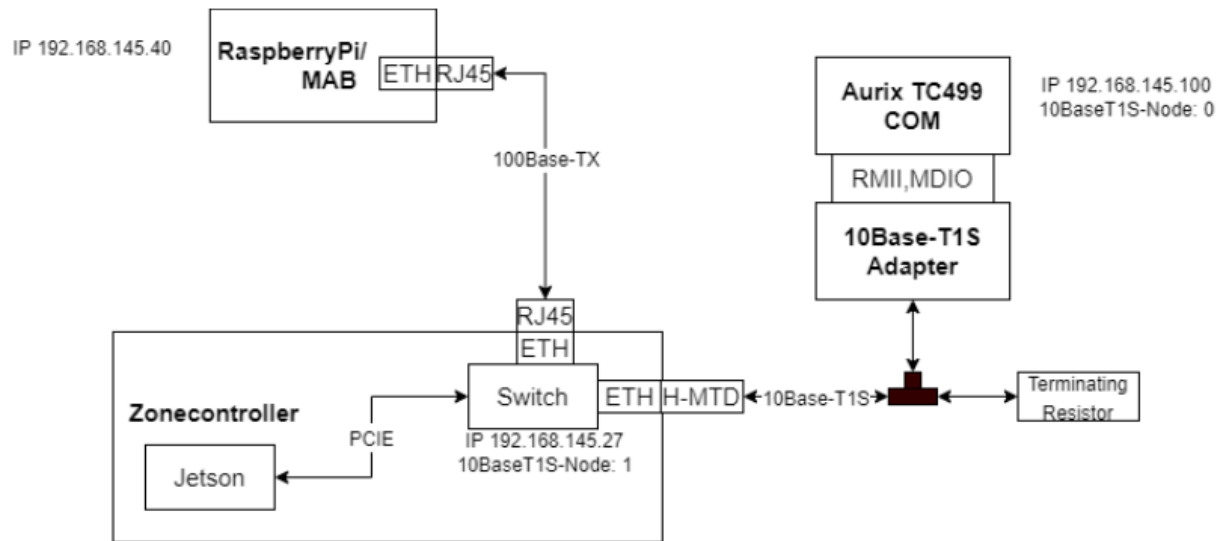 IP 192.168.145.40
RaspberryPi/
MAB
ETH
RJ45
100Base-TX
Aurix TC499
COM
IP 192.168.145.100
10BaseT1S-Node: 0
RMII,MDIO
10Base-T1S
Adapter
RJ45
ETH
Zonecontroller
Switch
ETH
H-MTD
10Base-T1S
Terminating
Resistor
PCIE
IP 192.168.145.27
10BaseT1S-Node: 1
Jetson